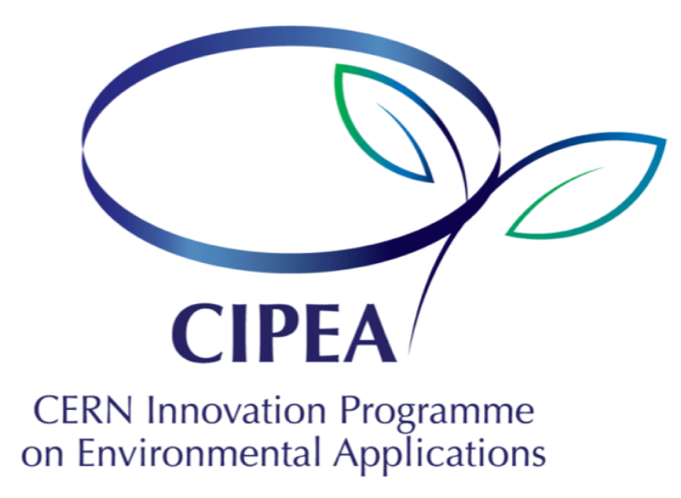 CIPEA
CERN Innovation Programme
on Environmental Applications